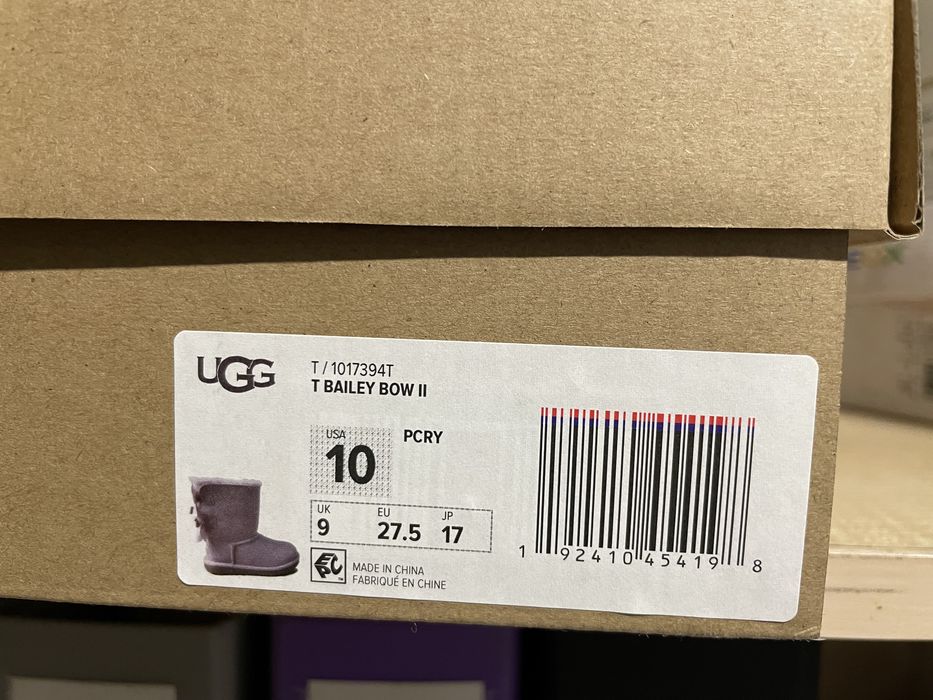 UGG
T / 1017394T
T BAILEY BOW II
USA
10
PCRY
UK
9
EU
27.5
JP
17
EPC
MADE IN CHINA
FABRIQUÉ EN CHINE
1 92410 45419 8